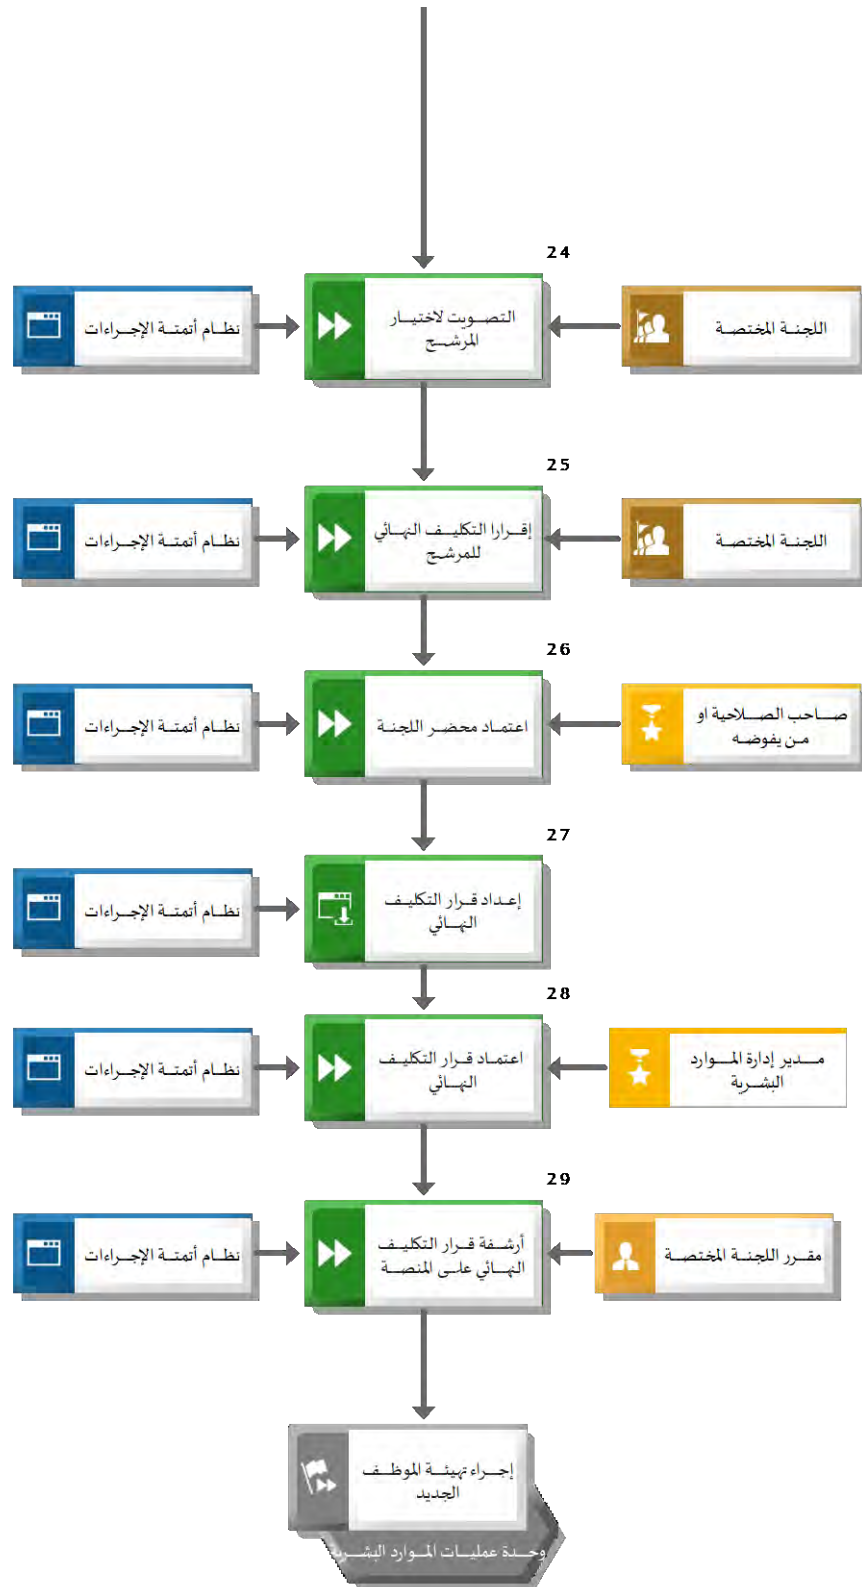 24
اللجنة المختصة
التصويت لاختيار
المرشح
نظام أتمتة الإجراءات
25
اللجنة المختصة
إقرارا التكليف النهائي
للمرشح
نظام أتمتة الإجراءات
26
صاحب الصلاحية او
من يفوضه
اعتماد محضر اللجنة
نظام أتمتة الإجراءات
27
إعداد قرار التكليف
النهائي
نظام أتمتة الإجراءات
28
مدير إدارة الموارد
البشرية
اعتماد قرار التكليف
النهائي
نظام أتمتة الإجراءات
29
مقرر اللجنة المختصة
أرشفة قرار التكليف
النهائي على المنصة
نظام أتمتة الإجراءات
إجراء تهيئة الموظف
الجديد
وحدة عمليات الموارد البشرية